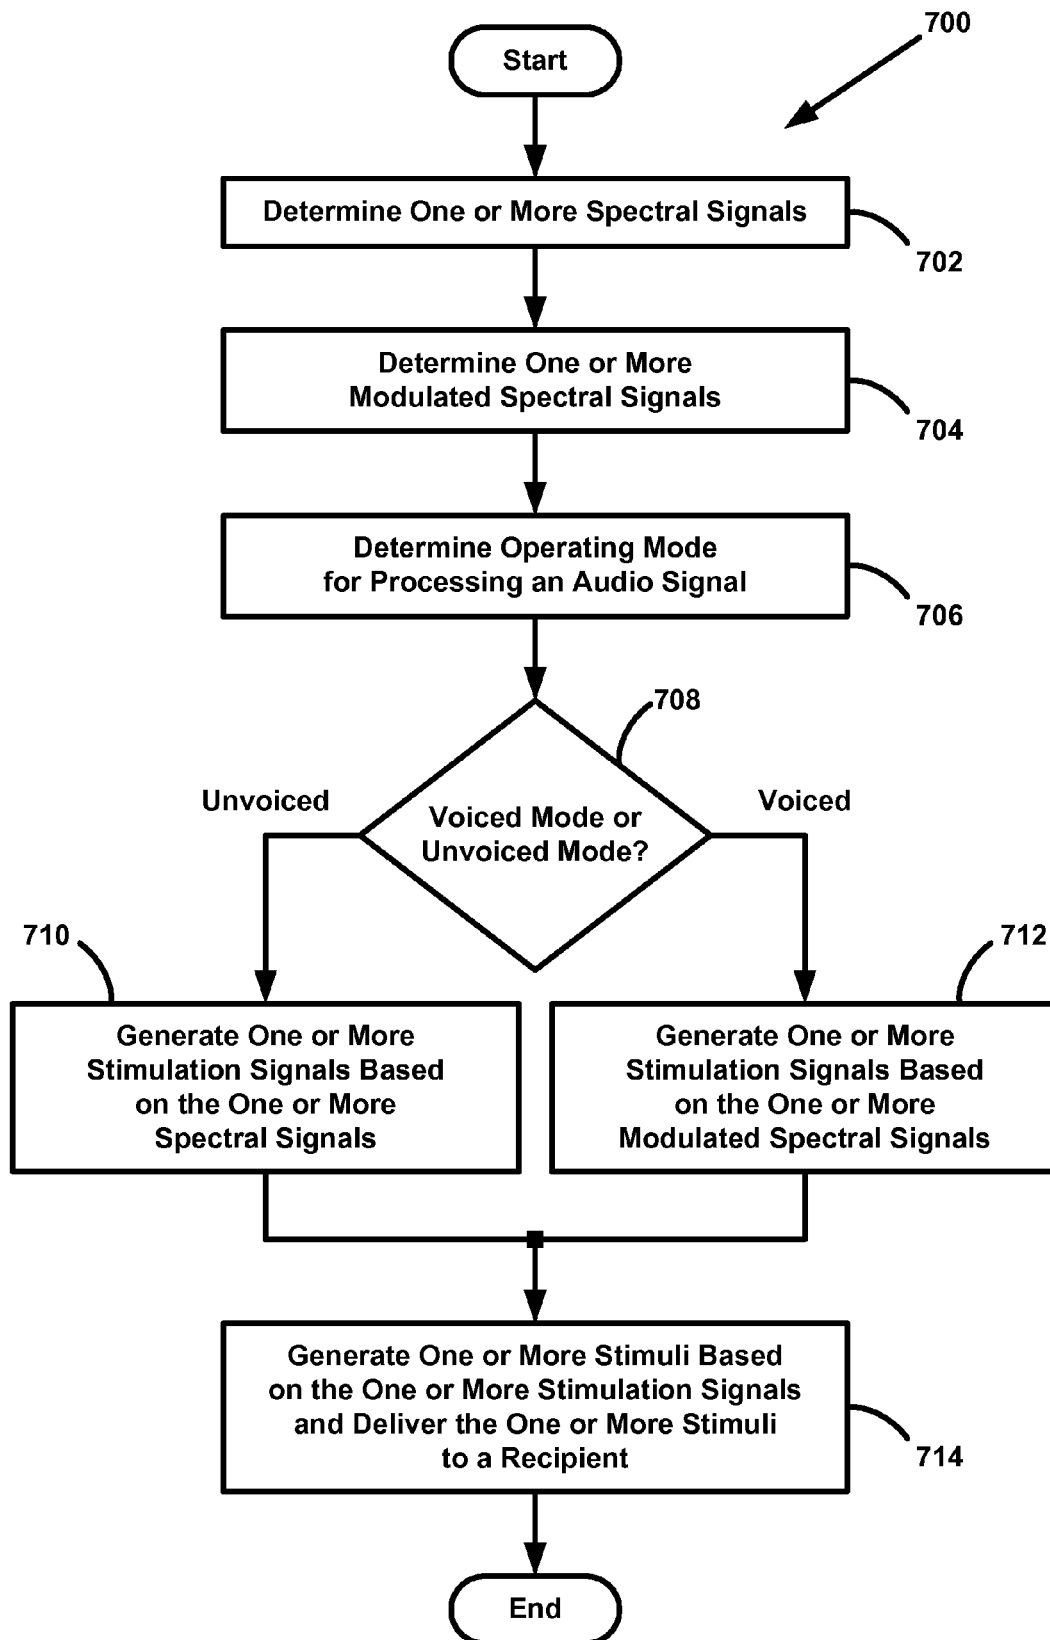 700
Start
Determine One or More Spectral Signals
702
Determine One or More
Modulated Spectral Signals
704
Determine Operating Mode
for Processing an Audio Signal
706
708
Unvoiced
Voiced
Voiced Mode or
Unvoiced Mode?
710
712
Generate One or More
Stimulation Signals Based
on the One or More
Spectral Signals
Generate One or More
Stimulation Signals Based
on the One or More
Modulated Spectral Signals
Generate One or More Stimuli Based
on the One or More Stimulation Signals
and Deliver the One or More Stimuli
to a Recipient
714
End